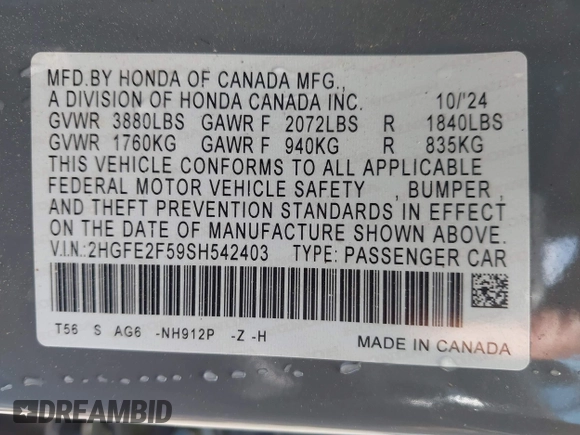 MFD.BY HONDA OF CANADA MFG.,
A DIVISION OF HONDA CANADA INC. 10/'24
GVWR 3880LBS GAWR F 2072LBS R 1840LBS
GVWR 1760KG GAWR F 940KG R 835KG
THIS VEHICLE CONFORMS TO ALL APPLICABLE
FEDERAL MOTOR VEHICLE SAFETY , BUMPER ,
AND THEFT PREVENTION STANDARDS IN EFFECT
ON THE DATE OF MANUFACTURE SHOWN ABOVE.
V.I.N.:2HGFE2F59SH542403 TYPE: PASSENGER CAR
T56 S AG6 -NH912P -Z -H
MADE IN CANADA
DREAMBID